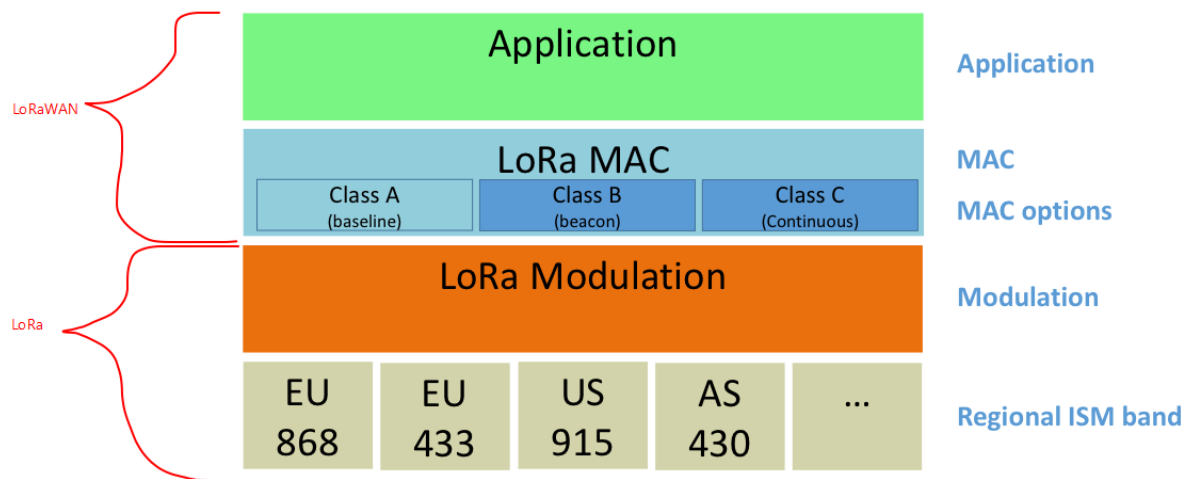 Application
Application
LoRaWAN
LoRa MAC
MAC
Class A
(baseline)
Class B
(beacon)
Class C
(Continuous)
MAC options
LoRa Modulation
Modulation
LoRa
EU
868
EU
433
US
915
AS
430
...
Regional ISM band